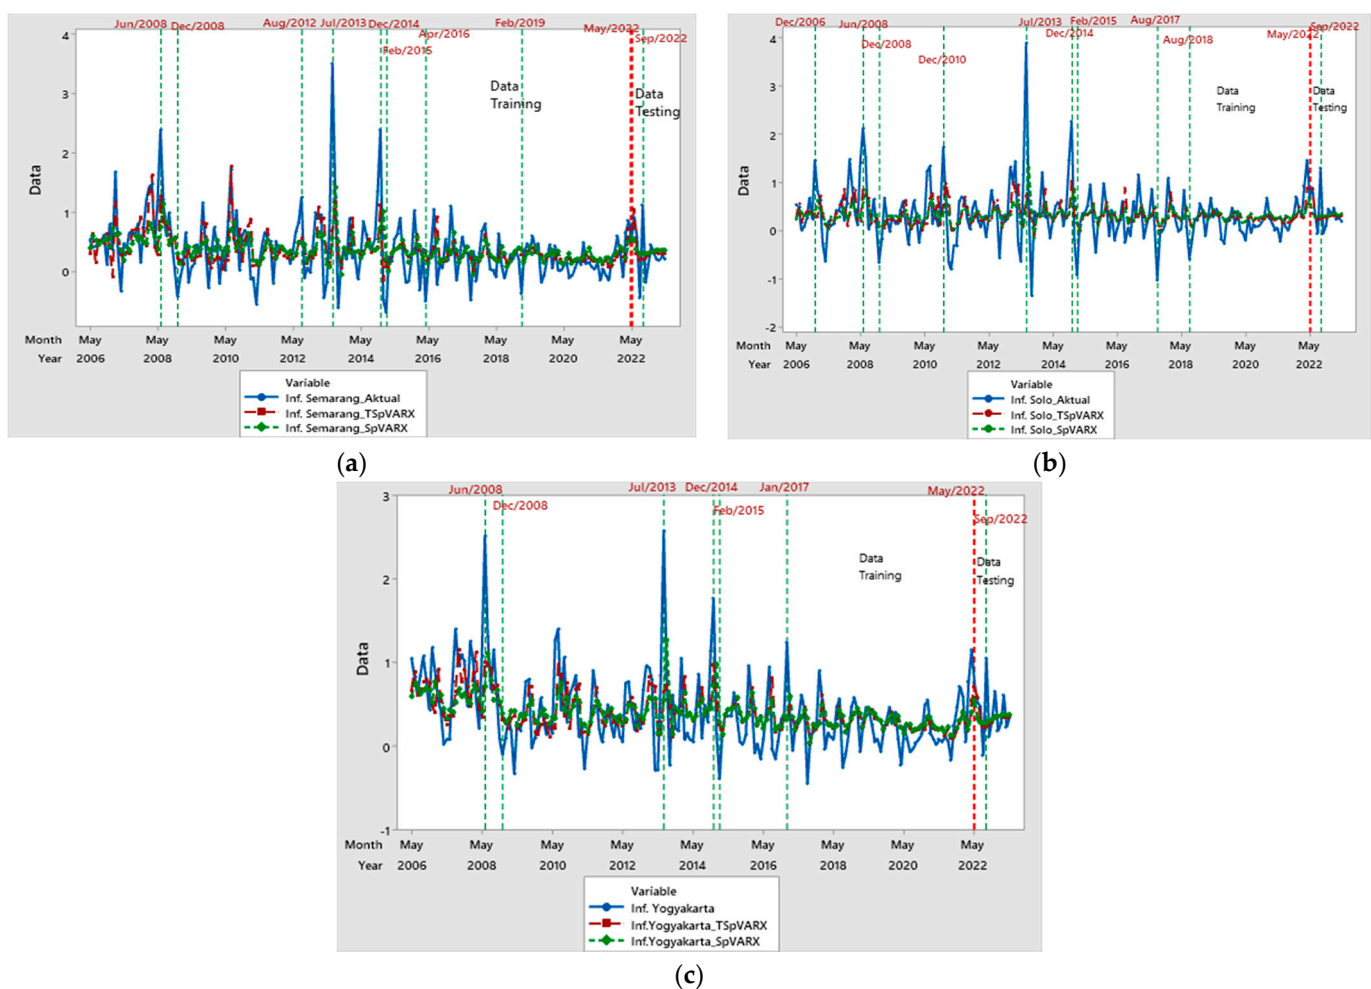 Jun/2008 Dec/2008 Aug/2012 Jul/2013 Dec/2014 Feb/2019 May/2022
Apr/2016 Sep/2022
Feb/2015
4
3
2
1
0
Data
Data
Training
Data
Testing
Month May May May May May May May May May
Year 2006 2008 2010 2012 2014 2016 2018 2020 2022
Variable
Inf. Semarang_Aktual
Inf. Semarang_TSpVARX
Inf. Semarang_SpVARX
(a)
Dec/2006 Jun/2008 Jul/2013 Feb/2015 Aug/2017 Sep/2022
Dec/2014 May/2022
Dec/2008 Aug/2018
Dec/2010
4
3
2
1
0
-1
-2
Data
Data
Training
Data
Testing
Month May May May May May May May May May
Year 2006 2008 2010 2012 2014 2016 2018 2020 2022
Variable
Inf. Solo_Aktual
Inf. Solo_TSpVARX
Inf. Solo_SpVARX
(b)
Jun/2008 Jul/2013 Dec/2014 Jan/2017 May/2022
Dec/2008 Feb/2015 Sep/2022
3
2
1
0
-1
Data
Data
Training
Data
Testing
Month May May May May May May May May May
Year 2006 2008 2010 2012 2014 2016 2018 2020 2022
Variable
Inf. Yogyakarta
Inf.Yogyakarta_TSpVARX
Inf.Yogyakarta_SpVARX
(c)